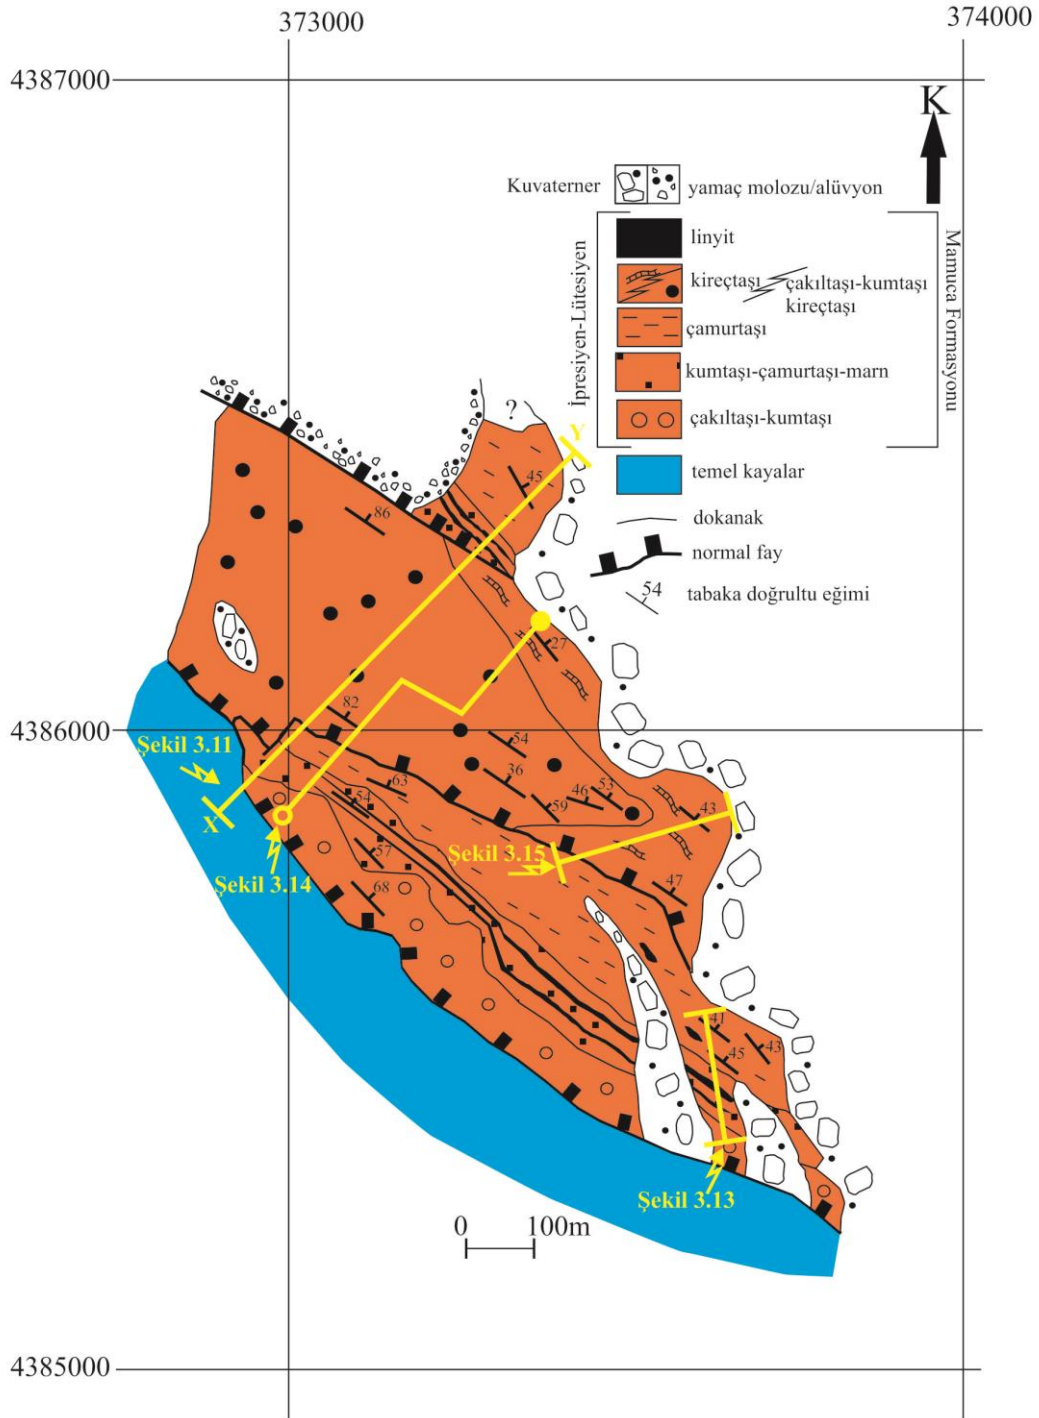 373000
374000
4387000
K
Kuvaterner
yamaç molozu/alüvyon
linyit
kireçtaşı
çakıltaşı-kumtaşı
kireçtaşı
çamurtaşı
kumtaşı-çamurtaşı-marn
çakıltaşı-kumtaşı
İpresiyen-Lütesiyen
Mamuca Formasyonu
temel kayalar
dokanak
normal fay
54
tabaka doğrultu eğimi
?
Y
45
86
27
82
4386000
54
Şekil 3.11
36
63
53
46
59
54
43
X
57
Şekil 3.15
Şekil 3.14
68
47
41
45
43
Şekil 3.13
0 100m
4385000